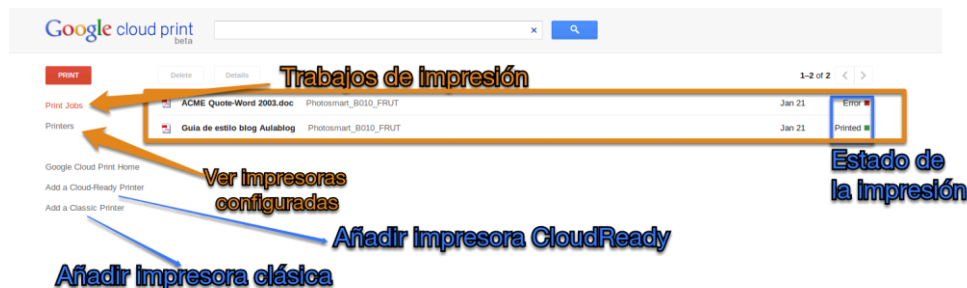 Google cloud print
beta
PRINT
Delete Details
Trabajos de impresión
1–2 of 2
Print Jobs
ACME Quote-Word 2003.doc Photosmart_B010_FRUT Jan 21 Error
Printers
Guia de estilo blog Aulablog Photosmart_B010_FRUT Jan 21 Printed
Estado de
la impresión
Google Cloud Print Home
Ver impresoras
configuradas
Add a Cloud-Ready Printer
Add a Classic Printer
Añadir impresora CloudReady
Añadir impresora clásica